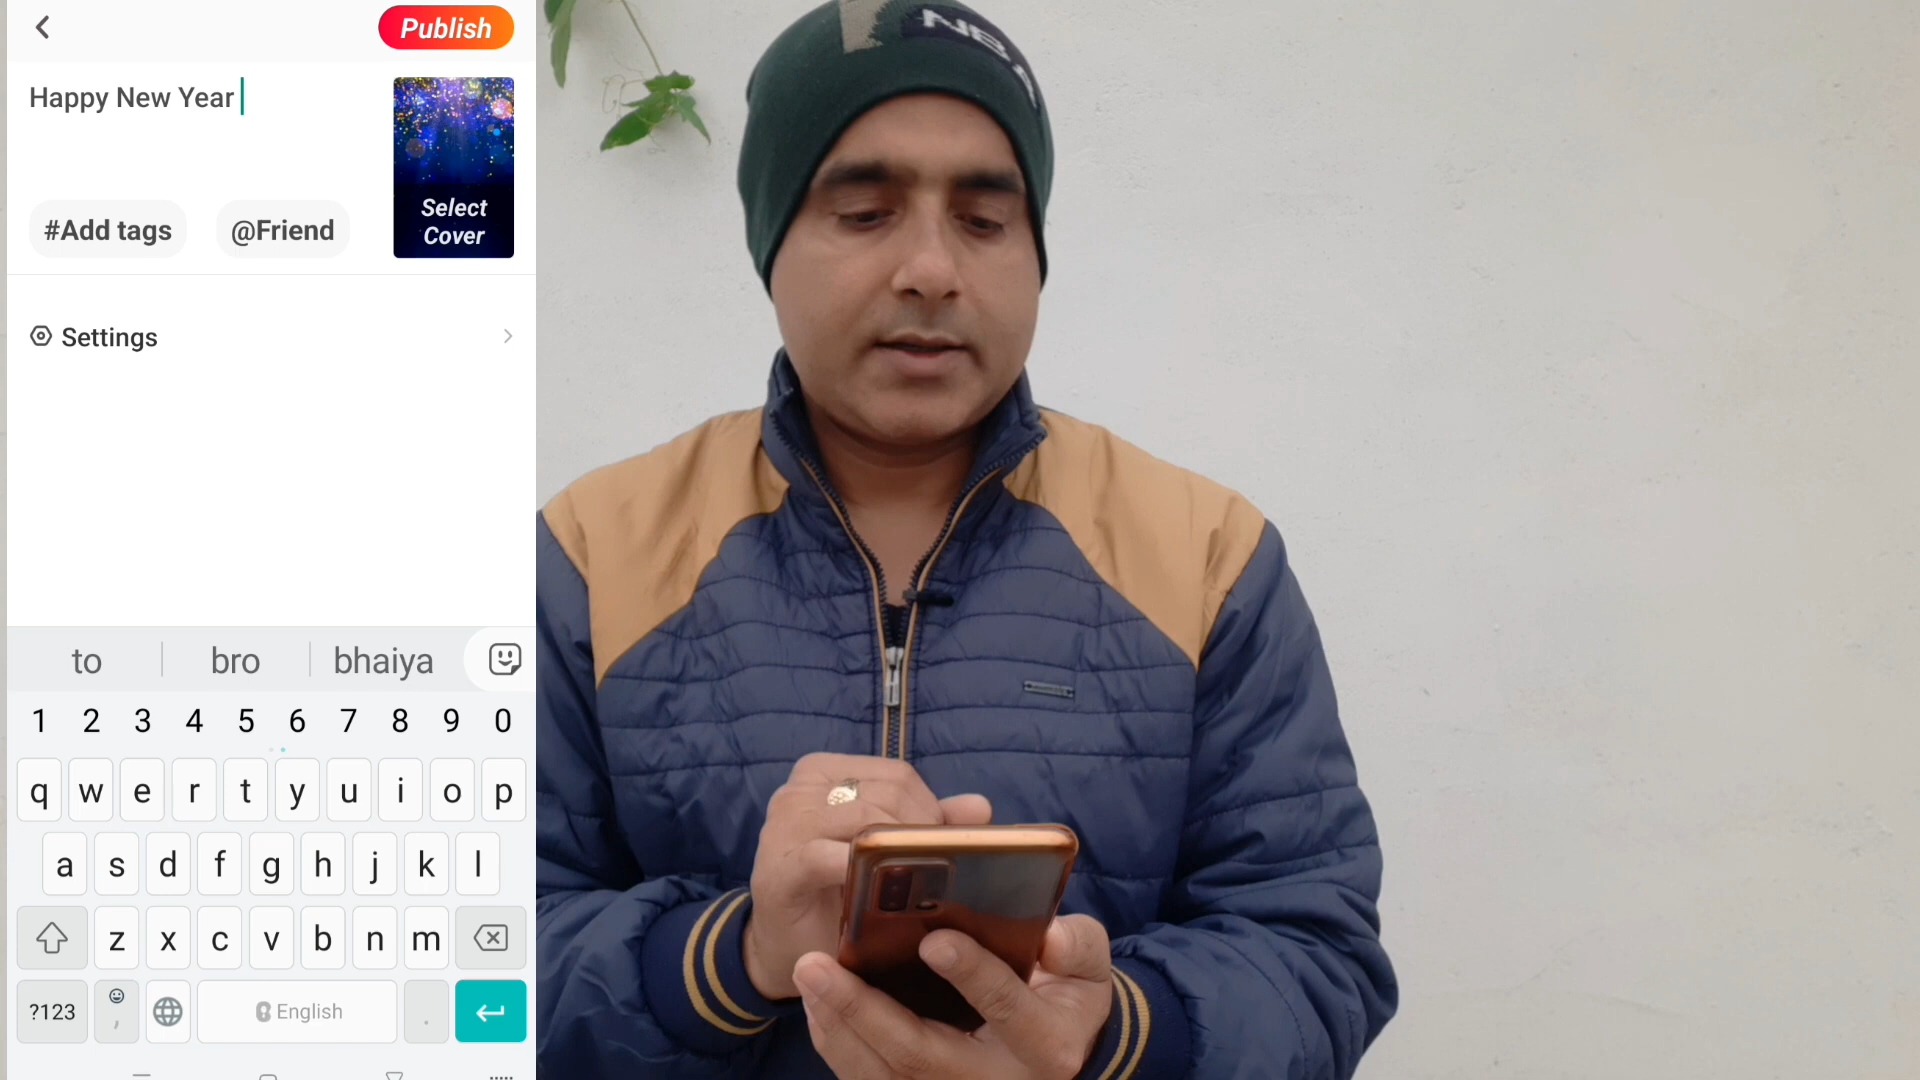 Publish
Happy New Year
Select
Cover
#Add tags
@Friend
Settings
to bro bhaiya
1 2 3 4 5 6 7 8 9 0
q w e r t y u i o p
a s d f g h j k l
z x c v b n m
?123 , English .
NBA